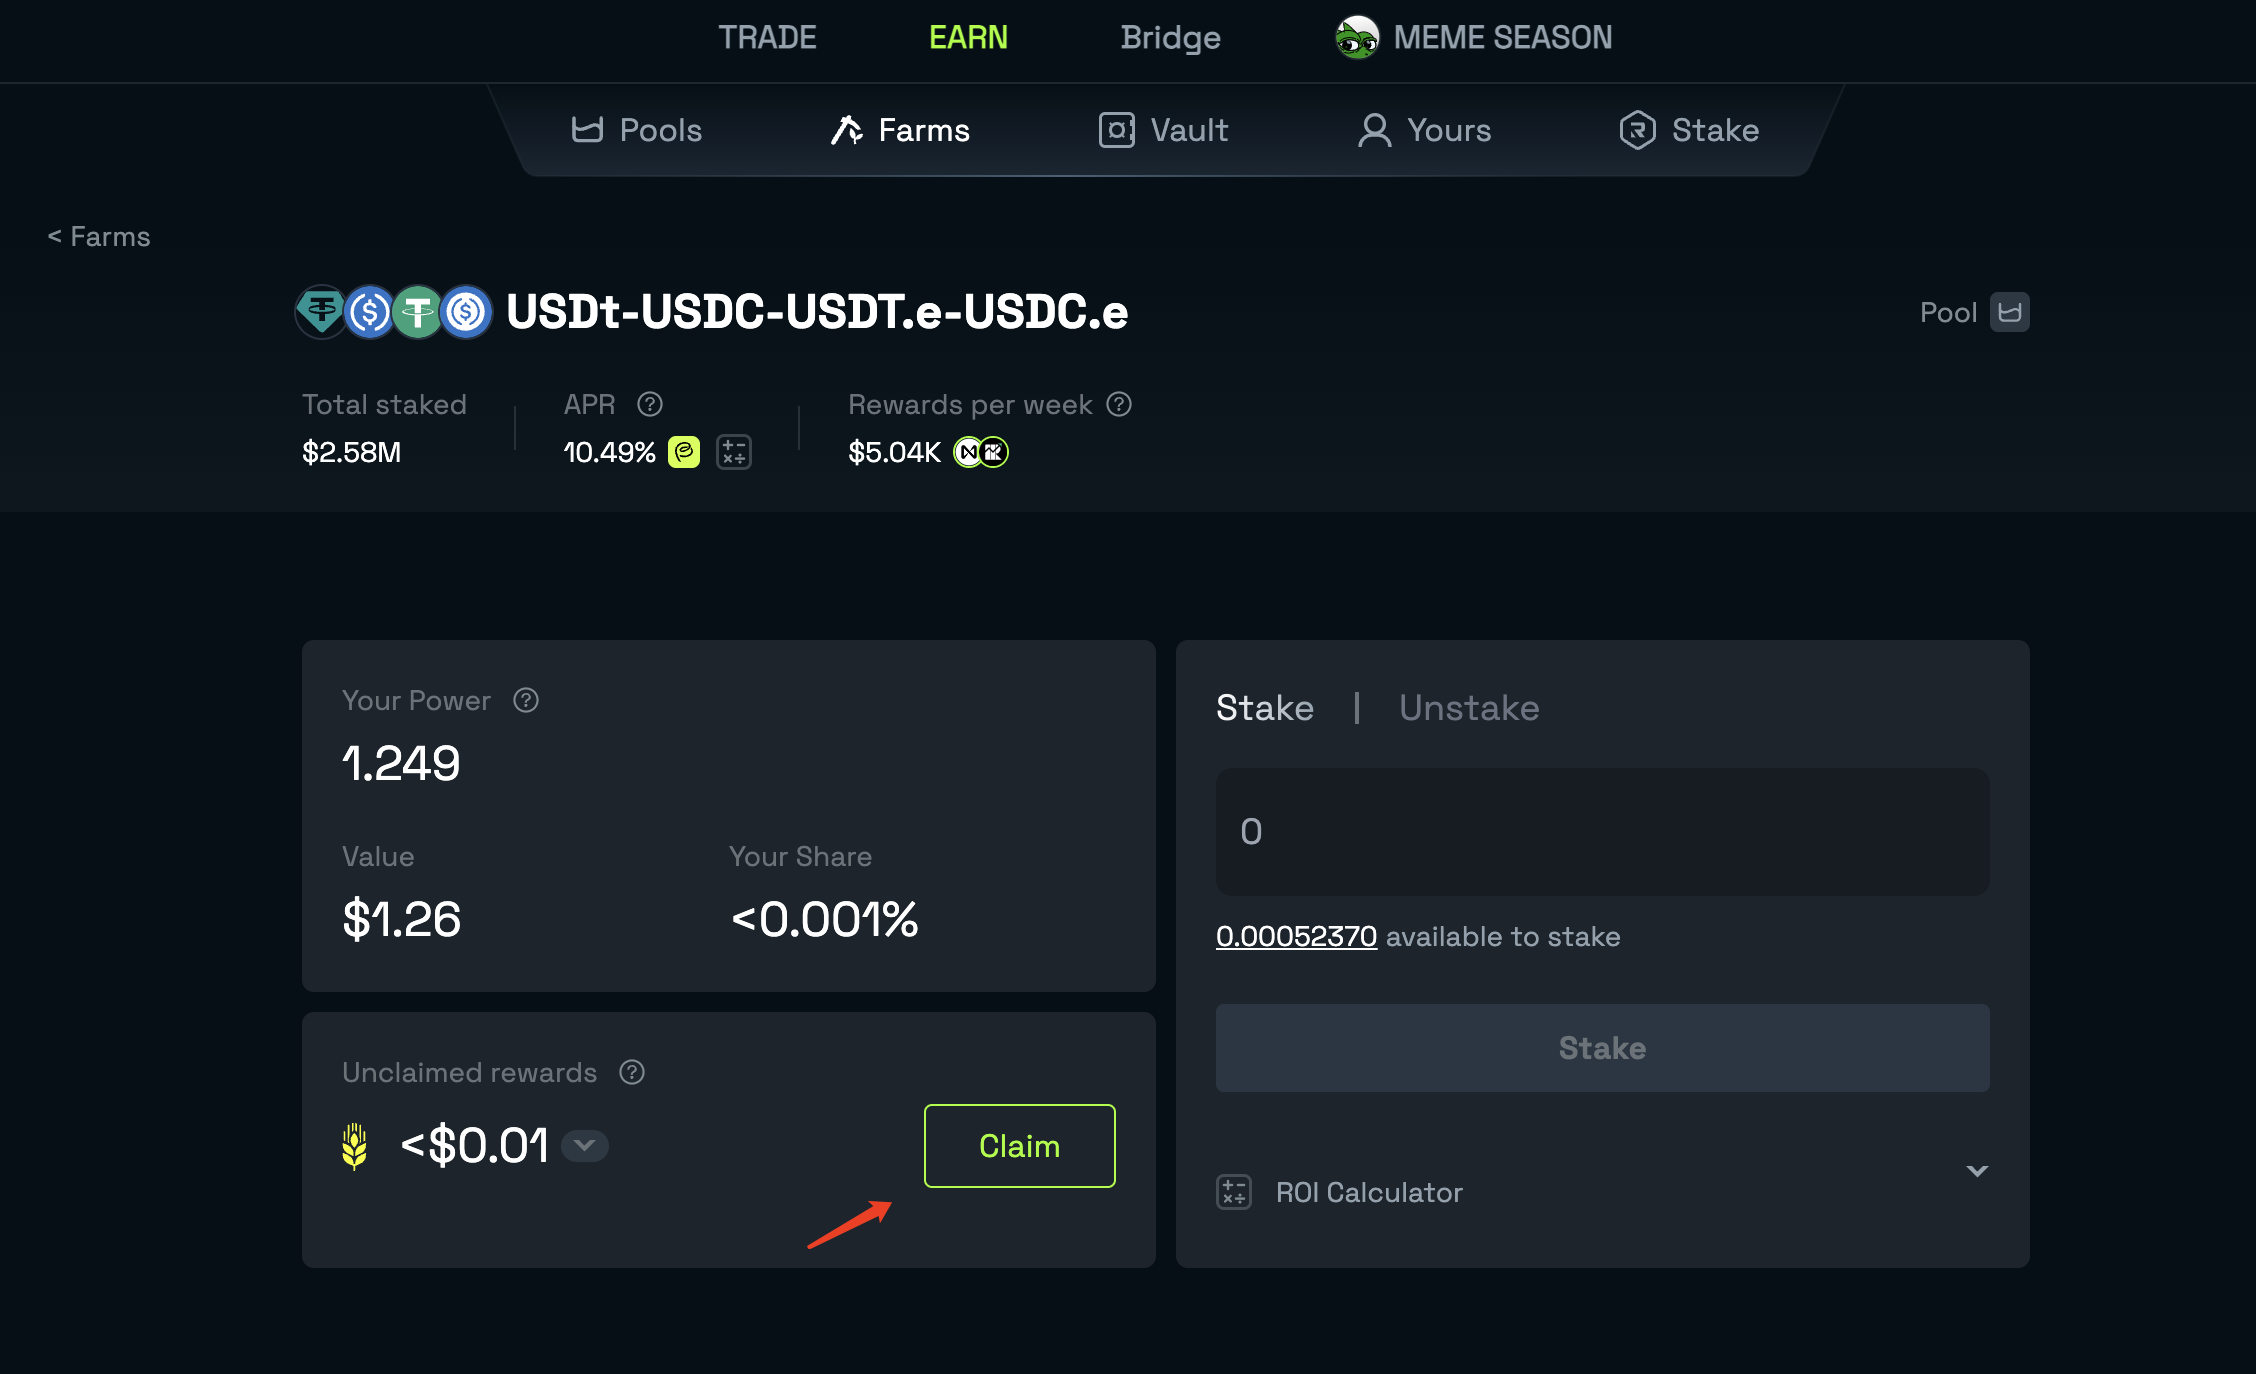 TRADE EARN Bridge MEME SEASON
Pools Farms Vault Yours Stake
< Farms
USDt-USDC-USDT.e-USDC.e
Pool
Total staked APR ? Rewards per week ?
$2.58M 10.49% $5.04K
Your Power ?
1.249
Value Your Share
$1.26 <0.001%
Unclaimed rewards ?
<$0.01
Claim
Stake | Unstake
0
0.00052370 available to stake
Stake
ROI Calculator